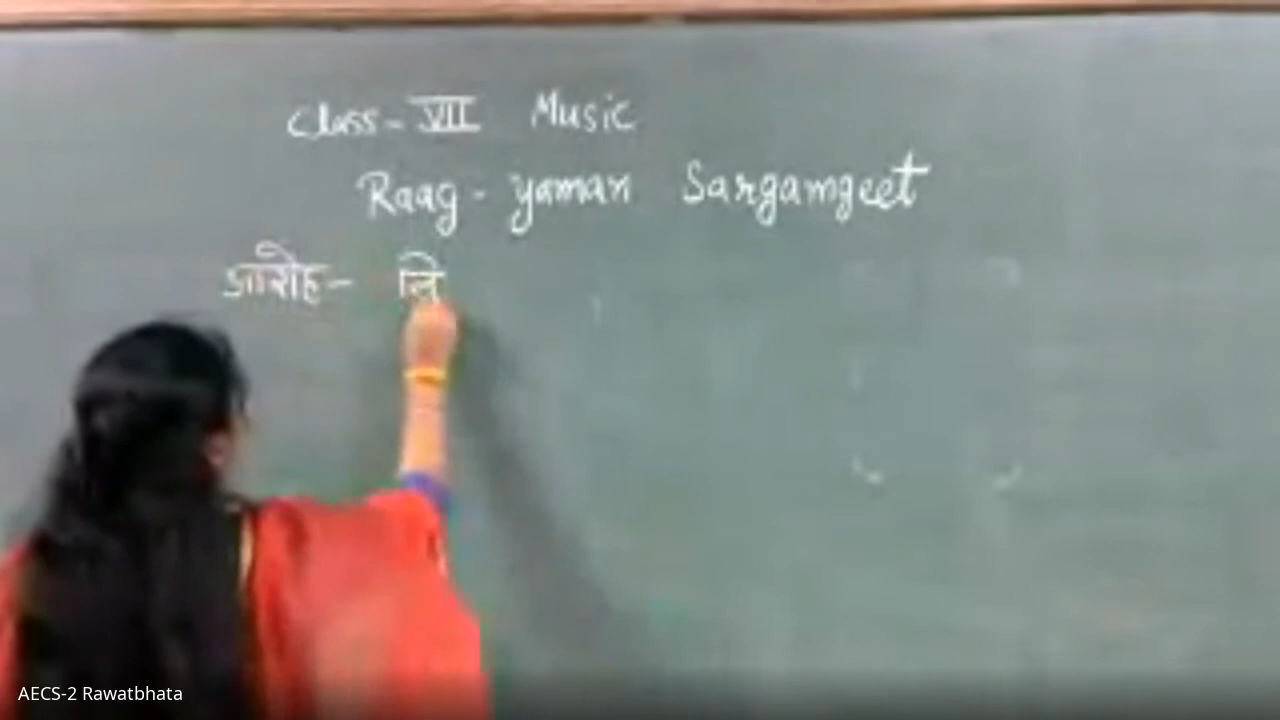 Class - VII Music
Raag - yaman Sargamgeet
आरोह - नि
AECS-2 Rawatbhata